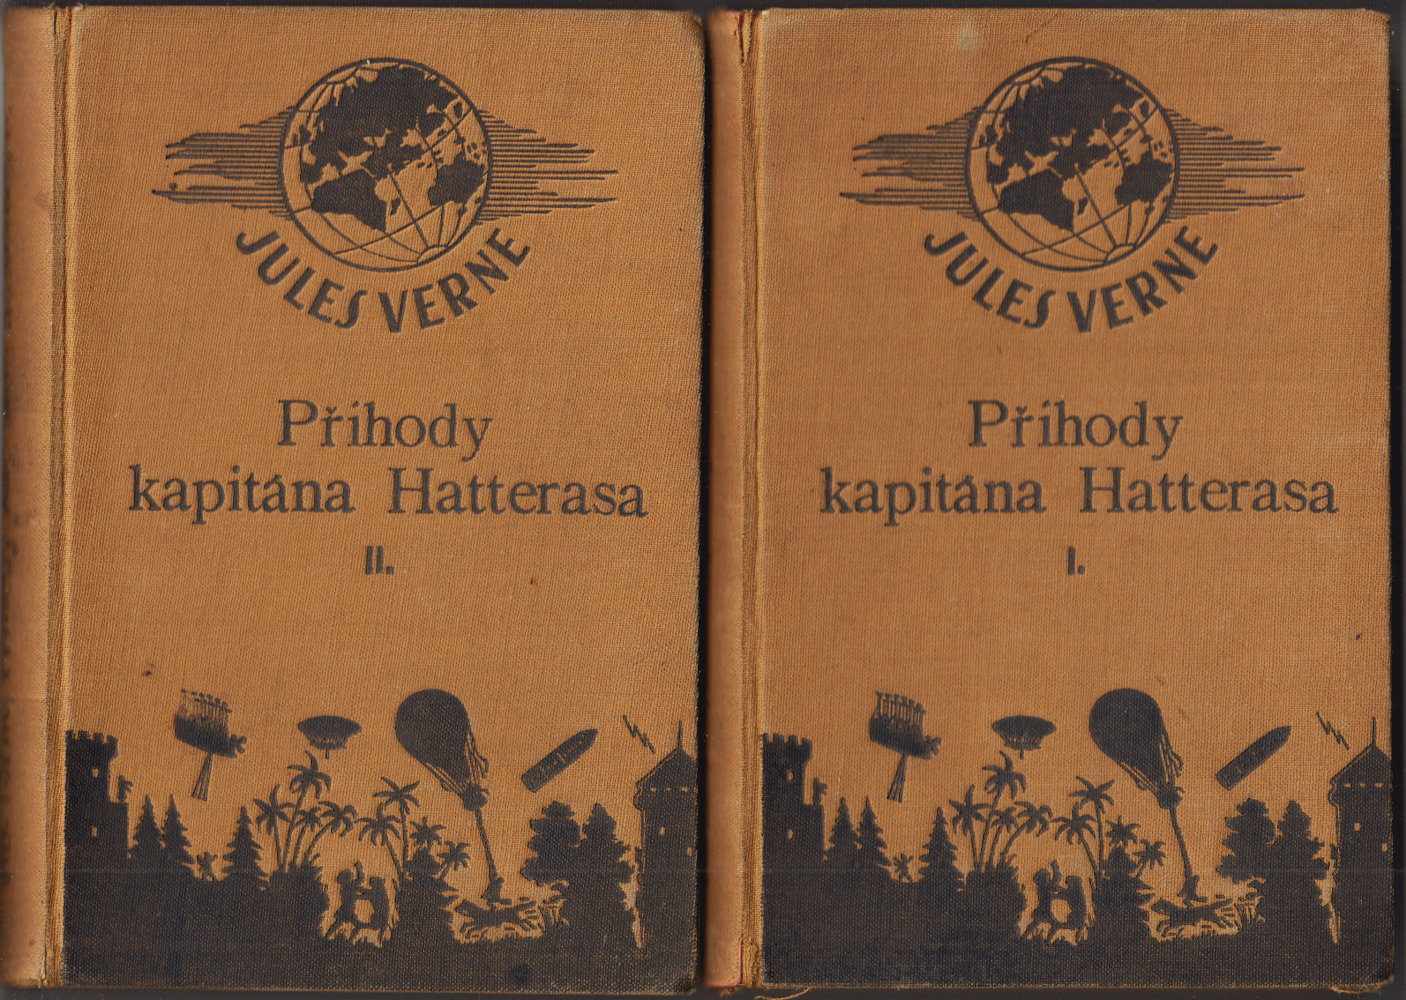 JULES VERNE
Příhody
kapitána Hatterasa
II.
JULES VERNE
Příhody
kapitána Hatterasa
I.